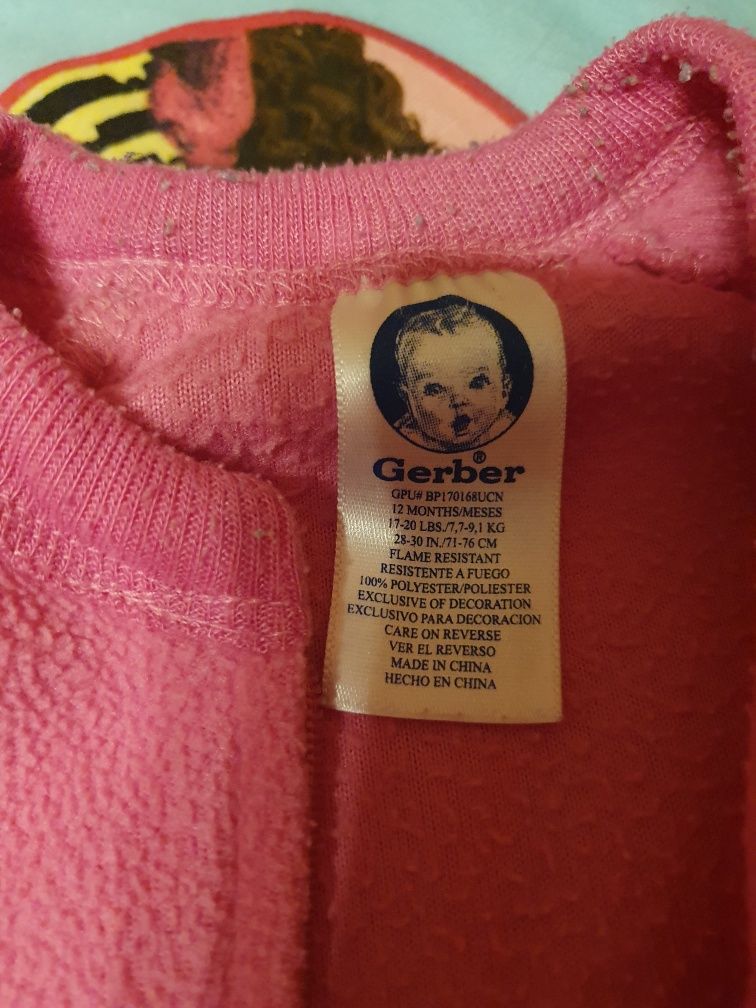 Gerber®
GPU# BP170168UCN
12 MONTHS/MESES
17-20 LBS./7,7-9,1 KG
28-30 IN./71-76 CM
FLAME RESISTANT
RESISTENTE A FUEGO
100% POLYESTER/POLIESTER
EXCLUSIVE OF DECORATION
EXCLUSIVO PARA DECORACION
CARE ON REVERSE
VER EL REVERSO
MADE IN CHINA
HECHO EN CHINA